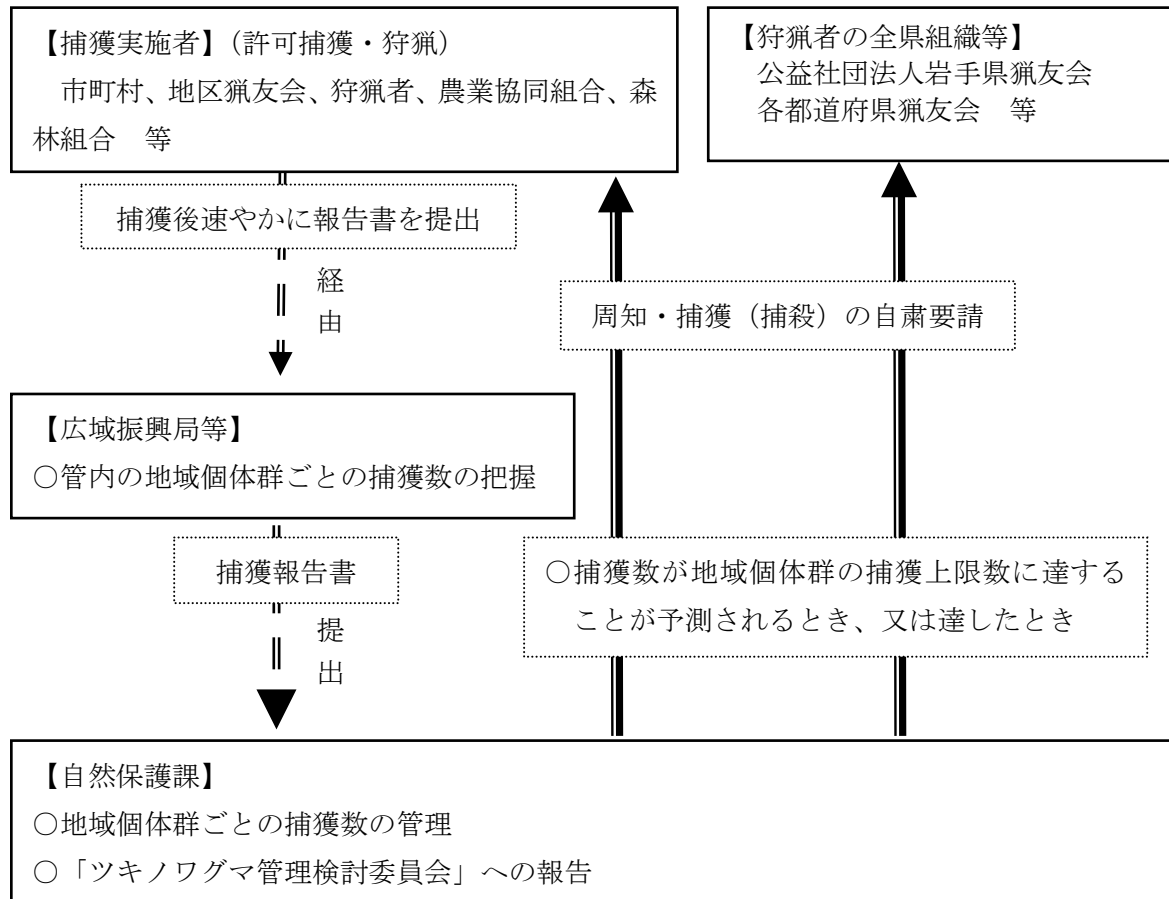 【捕獲実施者】(許可捕獲・狩猟)
市町村、地区猟友会、狩猟者、農業協同組合、森
林組合 等
【狩猟者の全県組織等】
公益社団法人岩手県猟友会
各都道府県猟友会 等
捕獲後速やかに報告書を提出
経
由
周知・捕獲(捕殺)の自粛要請
【広域振興局等】
○管内の地域個体群ごとの捕獲数の把握
捕獲報告書
提
出
○捕獲数が地域個体群の捕獲上限数に達する
ことが予測されるとき、又は達したとき
【自然保護課】
○地域個体群ごとの捕獲数の管理
○「ツキノワグマ管理検討委員会」への報告